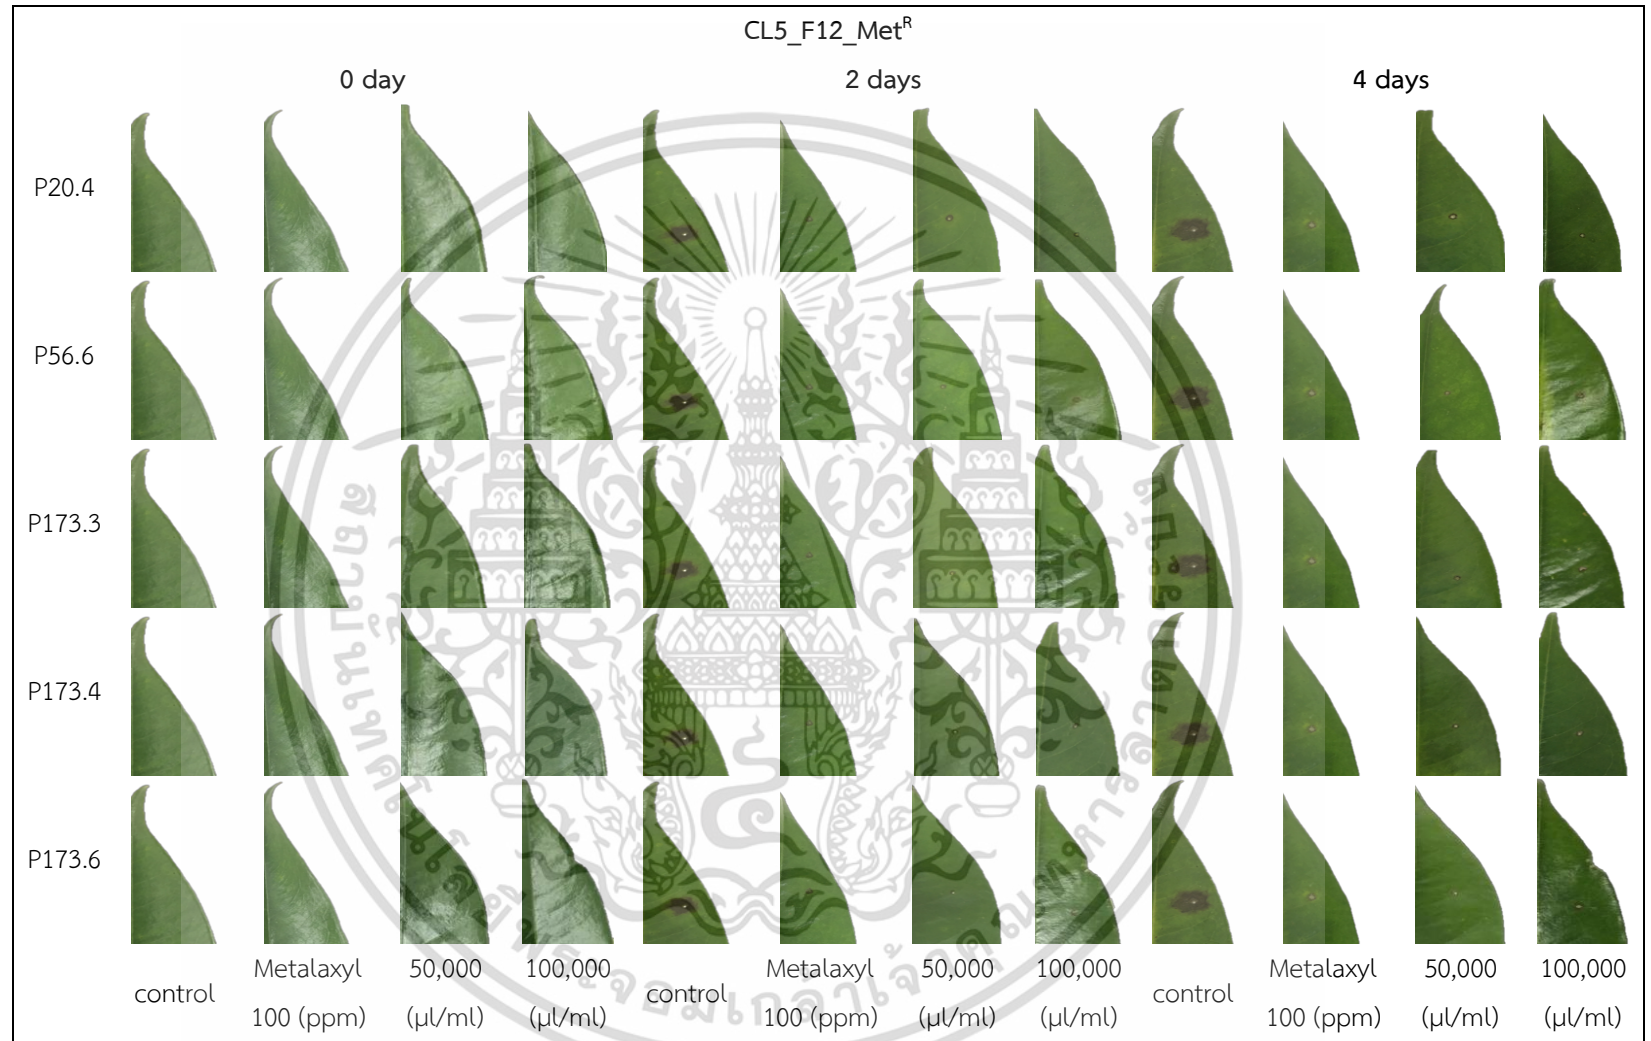 CL5_F12_Metᴿ
0 day 2 days 4 days
P20.4
P56.6
P173.3
P173.4
P173.6
control Metalaxyl 100 (ppm) 50,000 (µl/ml) 100,000 (µl/ml) control Metalaxyl 100 (ppm) 50,000 (µl/ml) 100,000 (µl/ml) control Metalaxyl 100 (ppm) 50,000 (µl/ml) 100,000 (µl/ml)